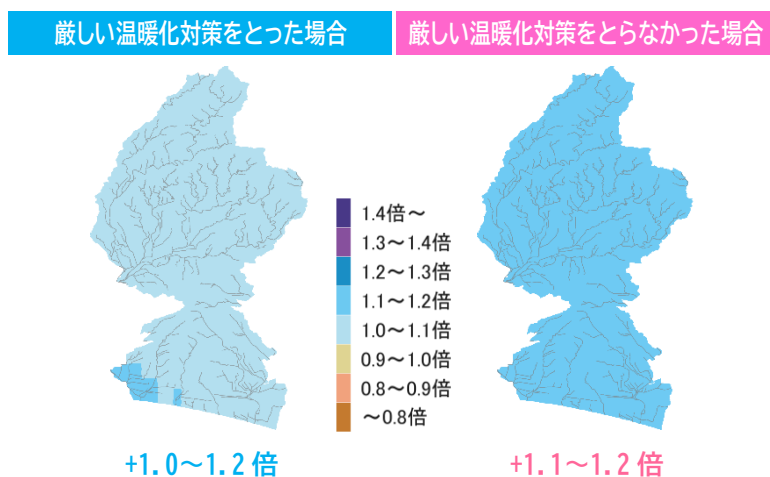 厳しい温暖化対策をとった場合
厳しい温暖化対策をとらなかった場合
1.4倍～
1.3～1.4倍
1.2～1.3倍
1.1～1.2倍
1.0～1.1倍
0.9～1.0倍
0.8～0.9倍
～0.8倍
+1.0～1.2倍
+1.1～1.2倍